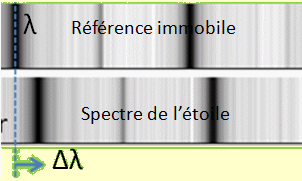 λ Référence immobile
Spectre de l'étoile
r
Δλ